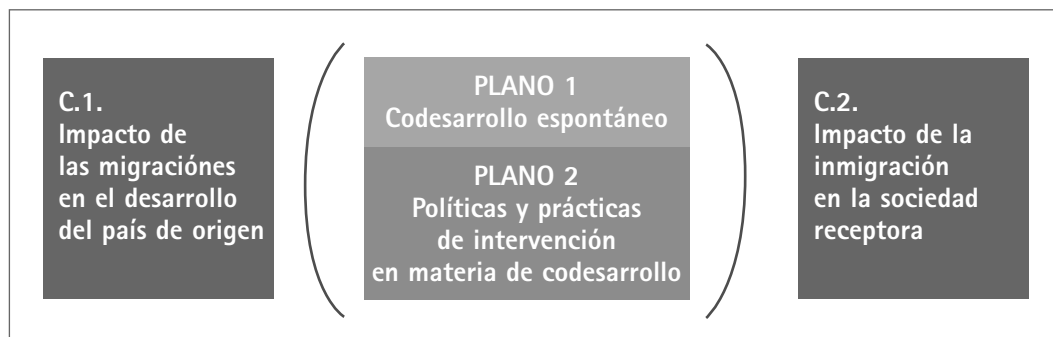 C.1.
Impacto de
las migraciónes
en el desarrollo
del país de origen
PLANO 1
Codesarrollo espontáneo
PLANO 2
Políticas y prácticas
de intervención
en materia de codesarrollo
C.2.
Impacto de la
inmigración
en la sociedad
receptora